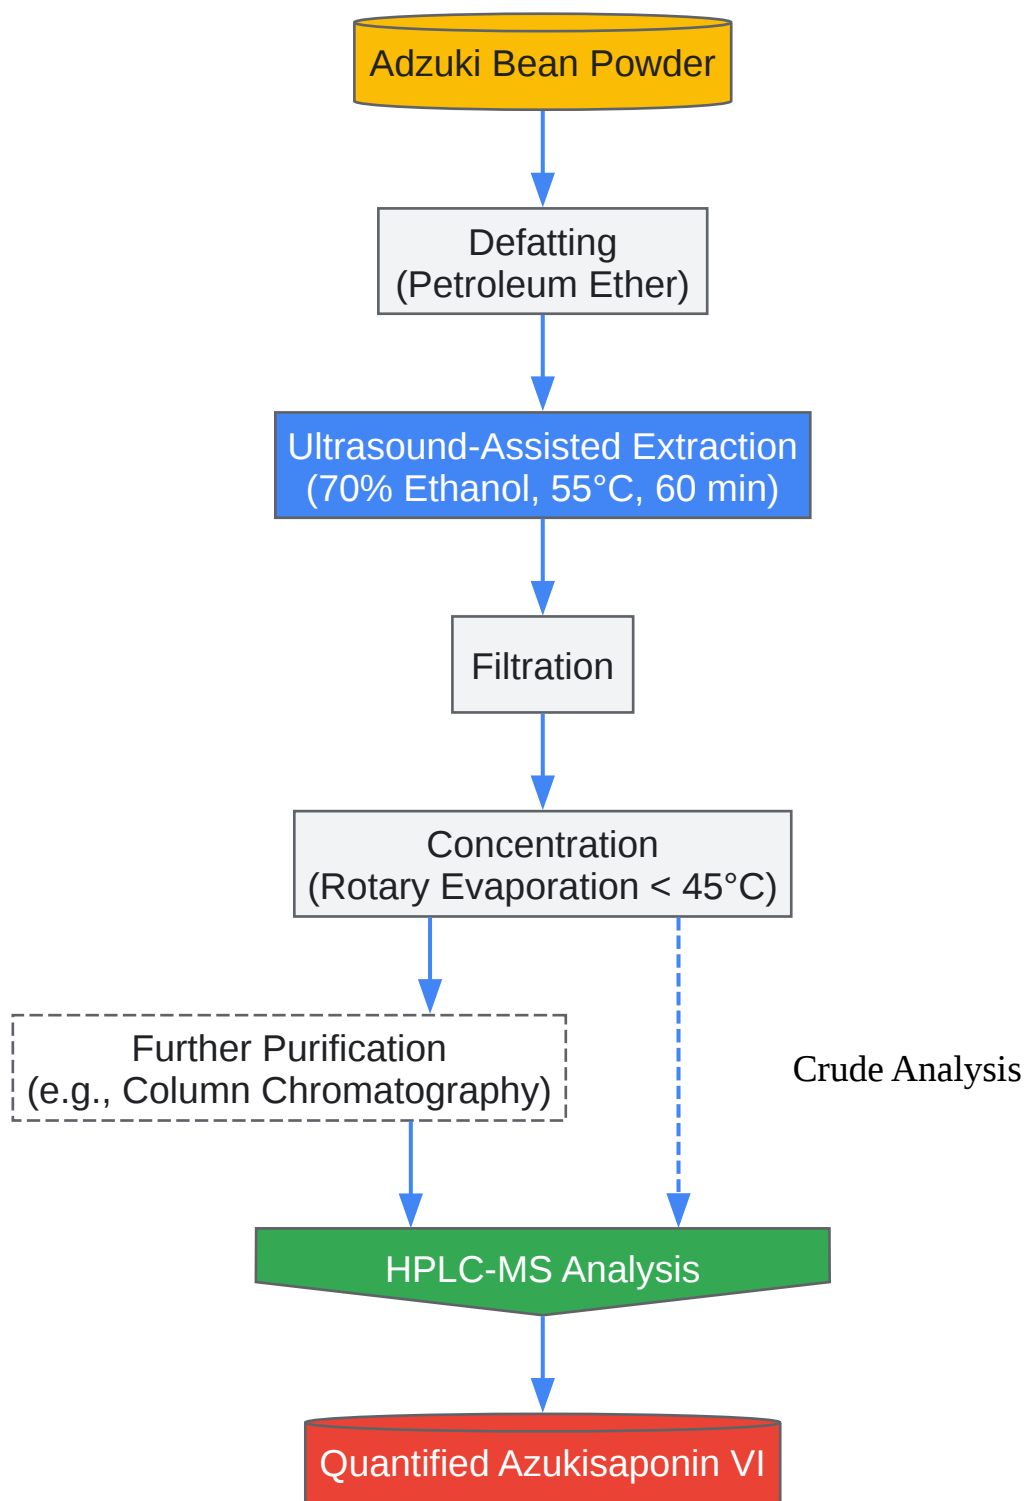 Adzuki Bean Powder
Defatting
(Petroleum Ether)
Ultrasound-Assisted Extraction
(70% Ethanol, 55°C, 60 min)
Filtration
Concentration
(Rotary Evaporation < 45°C)
Further Purification
(e.g., Column Chromatography)
Crude Analysis
HPLC-MS Analysis
Quantified Azukisaponin VI